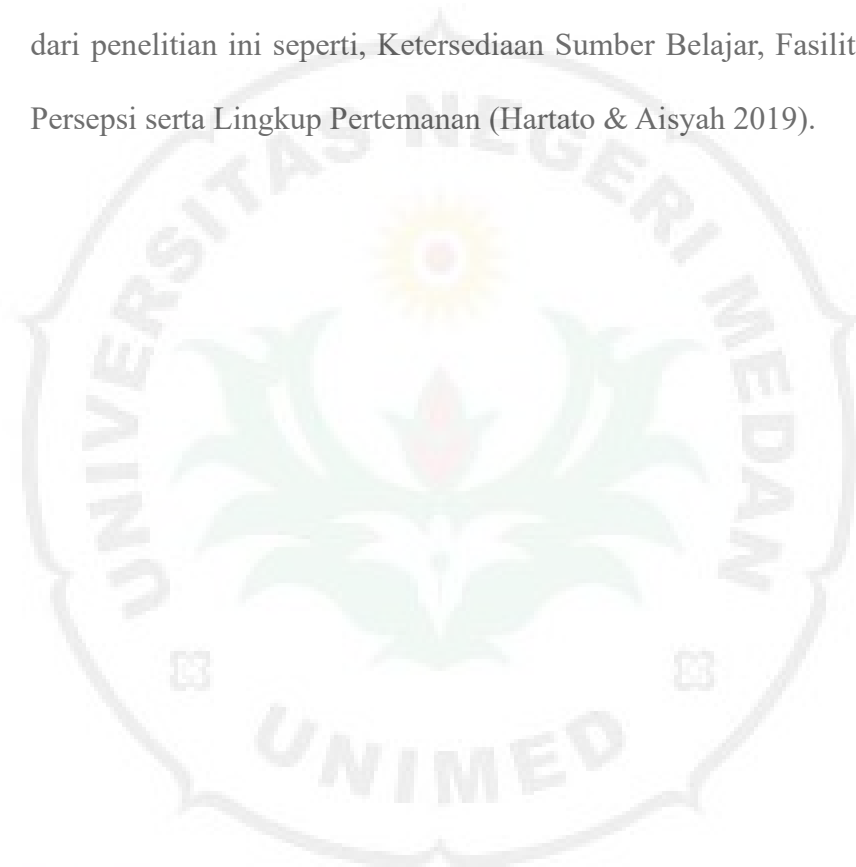 dari penelitian ini seperti, Ketersediaan Sumber Belajar, Fasilit
Persepsi serta Lingkup Pertemanan (Hartato & Aisyah 2019).
UNIVERSITAS NEGERI MEDAN
UNIMED